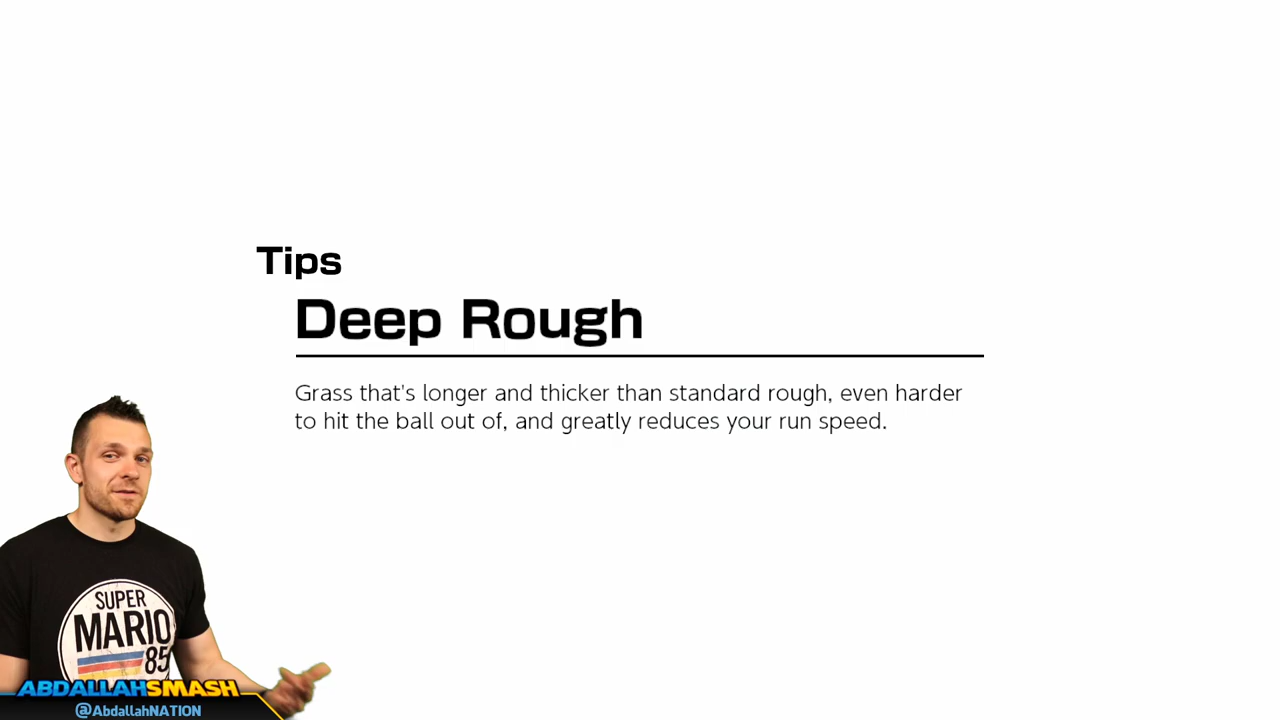 Tips
Deep Rough
Grass that's longer and thicker than standard rough, even harder
to hit the ball out of, and greatly reduces your run speed.
SUPER
MARIO
85
ABDALLAHSMASH
@AbdallahNATION